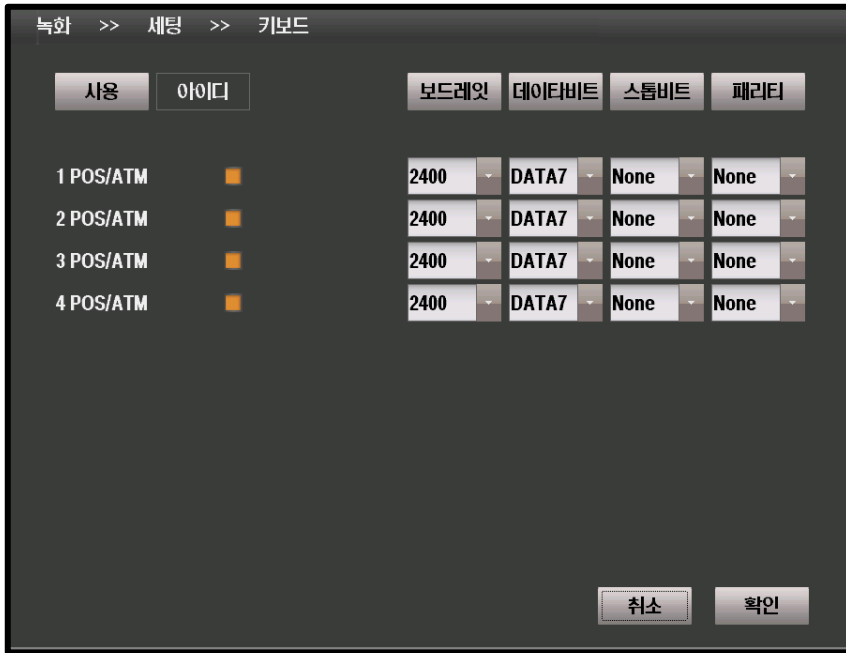 녹화 >> 세팅 >> 키보드
사용 아이디 보드레잇 데이타비트 스톱비트 패리티
1 POS/ATM 2400 DATA7 None None
2 POS/ATM 2400 DATA7 None None
3 POS/ATM 2400 DATA7 None None
4 POS/ATM 2400 DATA7 None None
취소 확인